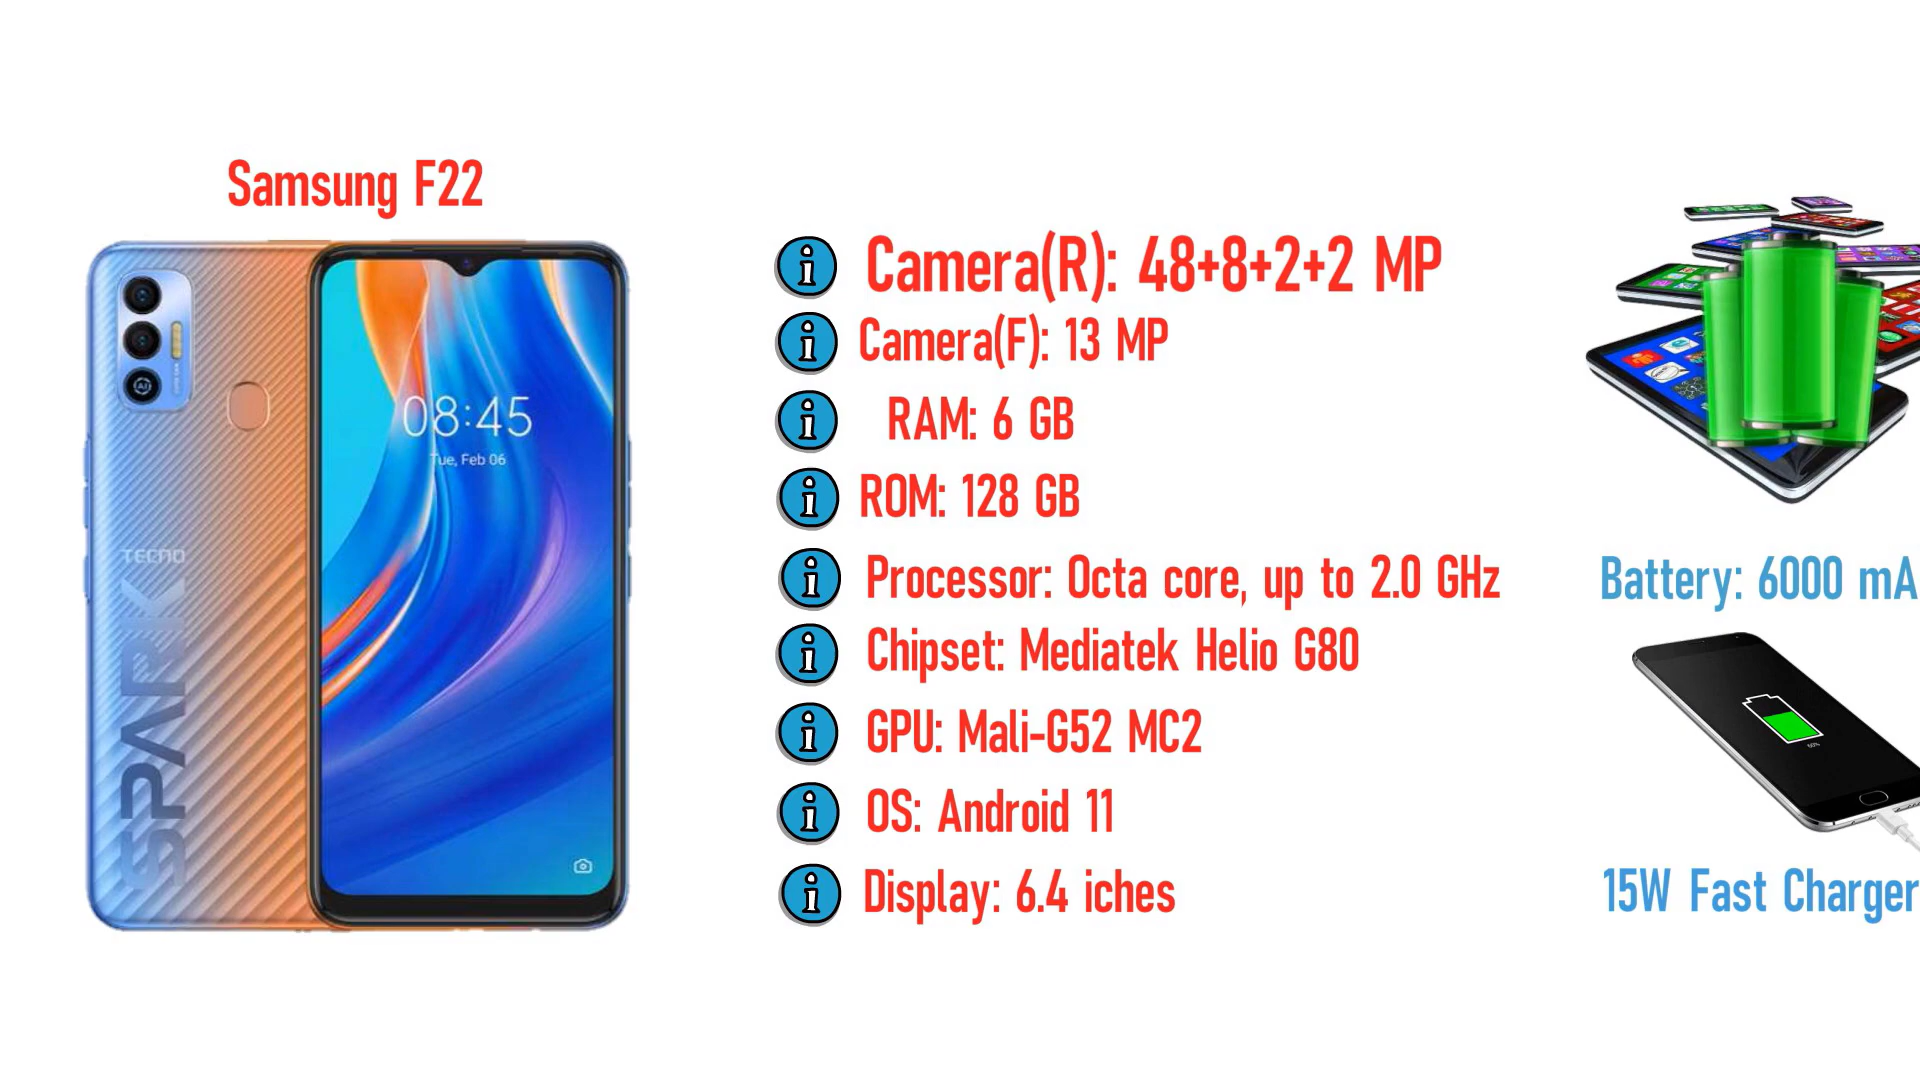 Samsung F22
08:45
Tue, Feb 06
TECNO
SPARK
Camera(R): 48+8+2+2 MP
Camera(F): 13 MP
RAM: 6 GB
ROM: 128 GB
Processor: Octa core, up to 2.0 GHz
Chipset: Mediatek Helio G80
GPU: Mali-G52 MC2
OS: Android 11
Display: 6.4 iches
Battery: 6000 mA
15W Fast Charger